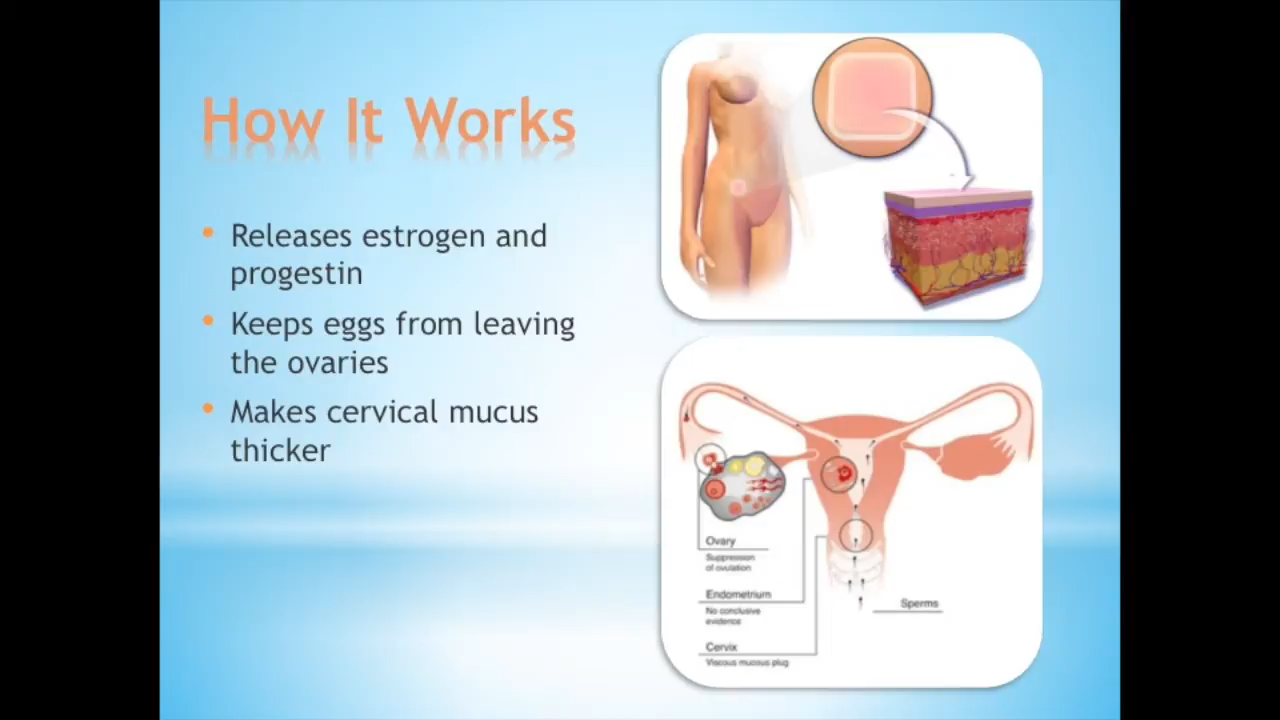 How It Works
• Releases estrogen and
progestin
• Keeps eggs from leaving
the ovaries
• Makes cervical mucus
thicker
Ovary
Suppression
of ovulation
Endometrium
No conclusive
evidence
Sperms
Cervix
Viscous mucous plug